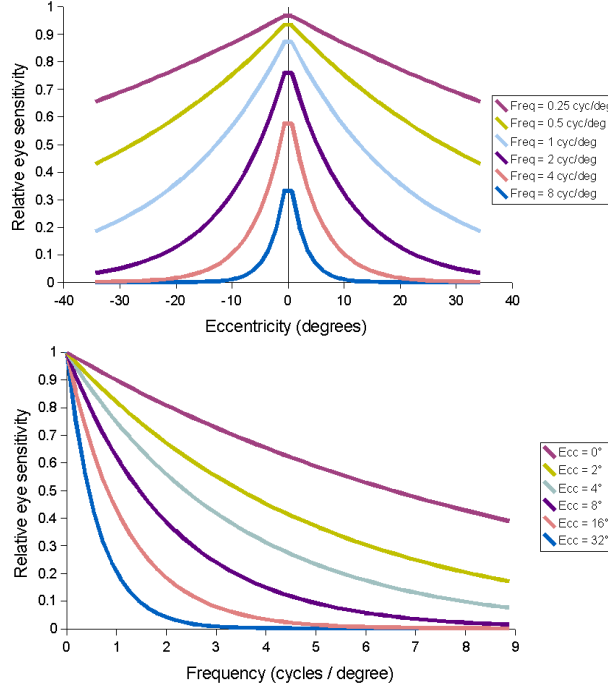 1
0.9
0.8
0.7
0.6
0.5
0.4
0.3
0.2
0.1
0
Relative eye sensitivity
-40 -30 -20 -10 0 10 20 30 40
Eccentricity (degrees)
Freq = 0.25 cyc/deg
Freq = 0.5 cyc/deg
Freq = 1 cyc/deg
Freq = 2 cyc/deg
Freq = 4 cyc/deg
Freq = 8 cyc/deg
1
0.9
0.8
0.7
0.6
0.5
0.4
0.3
0.2
0.1
0
Relative eye sensitivity
0 1 2 3 4 5 6 7 8 9
Frequency (cycles / degree)
Ecc = 0°
Ecc = 2°
Ecc = 4°
Ecc = 8°
Ecc = 16°
Ecc = 32°